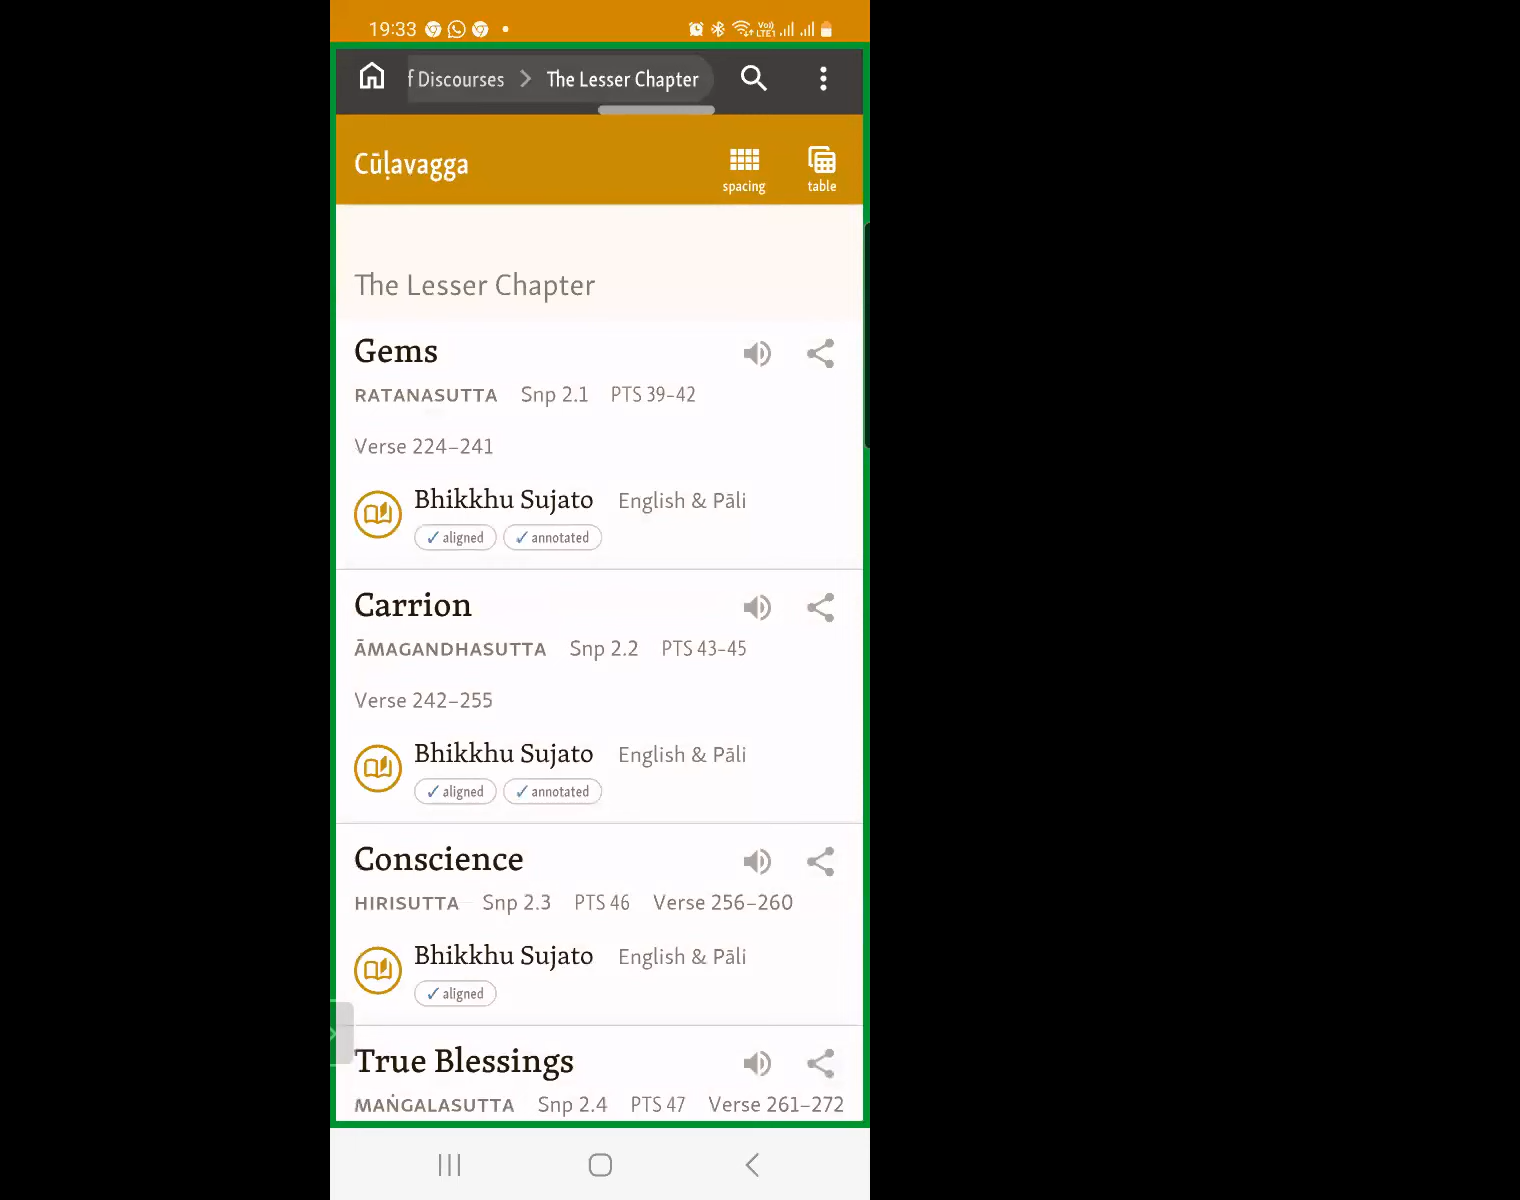 19:33 Vo) LTE1
f Discourses The Lesser Chapter
Cūḷavagga
spacing table
The Lesser Chapter
Gems
RATANASUTTA Snp 2.1 PTS 39–42
Verse 224–241
Bhikkhu Sujato English & Pāli
✓ aligned ✓ annotated
Carrion
ĀMAGANDHASUTTA Snp 2.2 PTS 43–45
Verse 242–255
Bhikkhu Sujato English & Pāli
✓ aligned ✓ annotated
Conscience
HIRISUTTA Snp 2.3 PTS 46 Verse 256–260
Bhikkhu Sujato English & Pāli
✓ aligned
True Blessings
MAṄGALASUTTA Snp 2.4 PTS 47 Verse 261–272